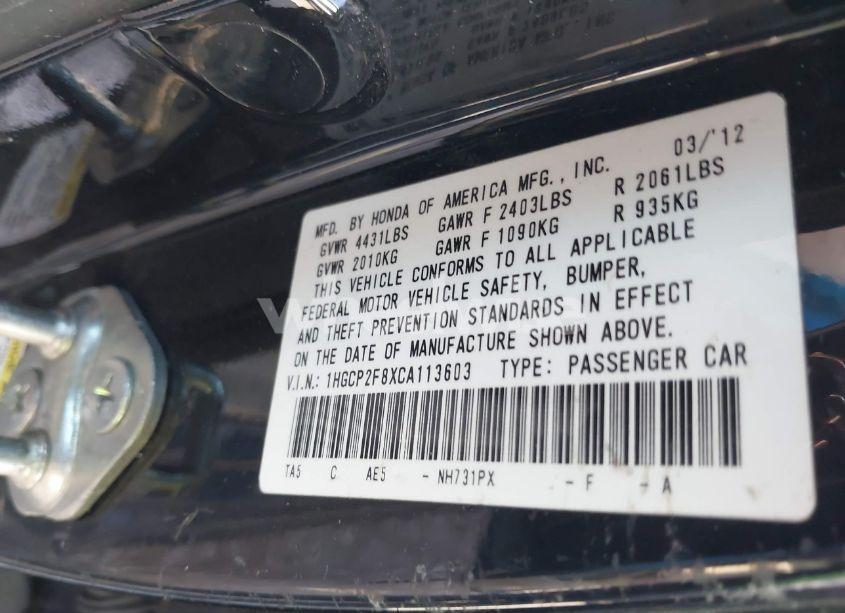 MFD. BY HONDA OF AMERICA MFG., INC. 03/'12
GVWR 4431LBS GAWR F 2403LBS R 2061LBS
GVWR 2010KG GAWR F 1090KG R 935KG
THIS VEHICLE CONFORMS TO ALL APPLICABLE
FEDERAL MOTOR VEHICLE SAFETY, BUMPER,
AND THEFT PREVENTION STANDARDS IN EFFECT
ON THE DATE OF MANUFACTURE SHOWN ABOVE.
V.I.N.: 1HGCP2F8XCA113603 TYPE: PASSENGER CAR
TA5 C AE5 - NH731PX - F - A